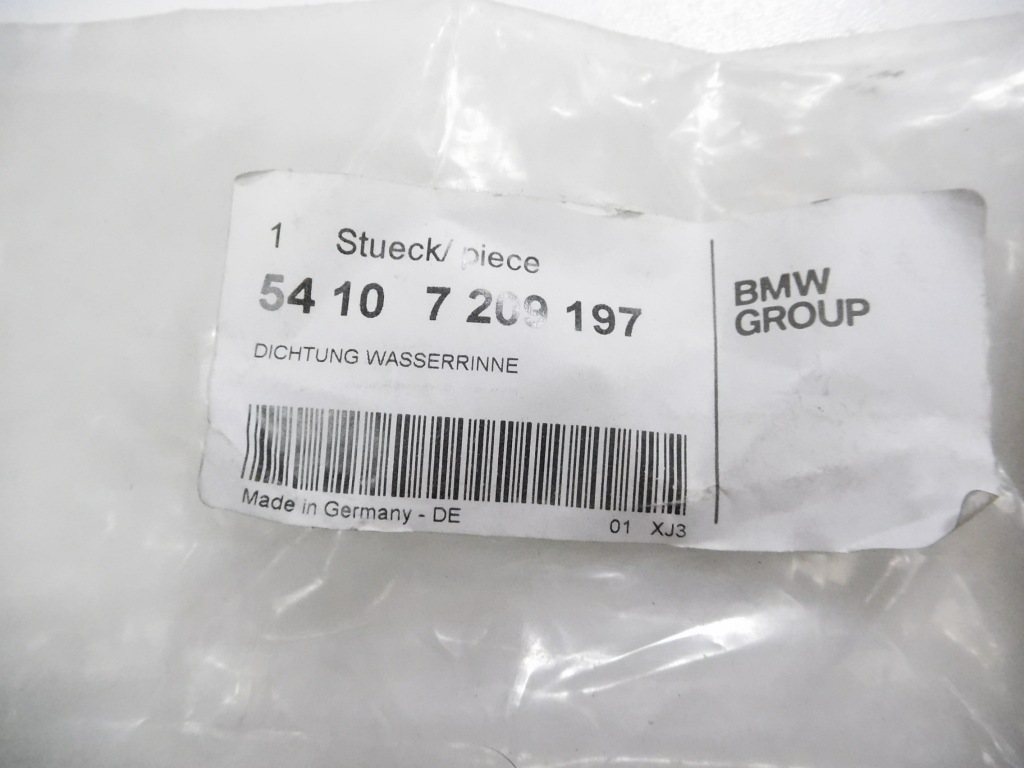 1 Stueck/ piece
54 10 7 209 197
DICHTUNG WASSERRINNE
Made in Germany - DE
01 XJ3
BMW
GROUP